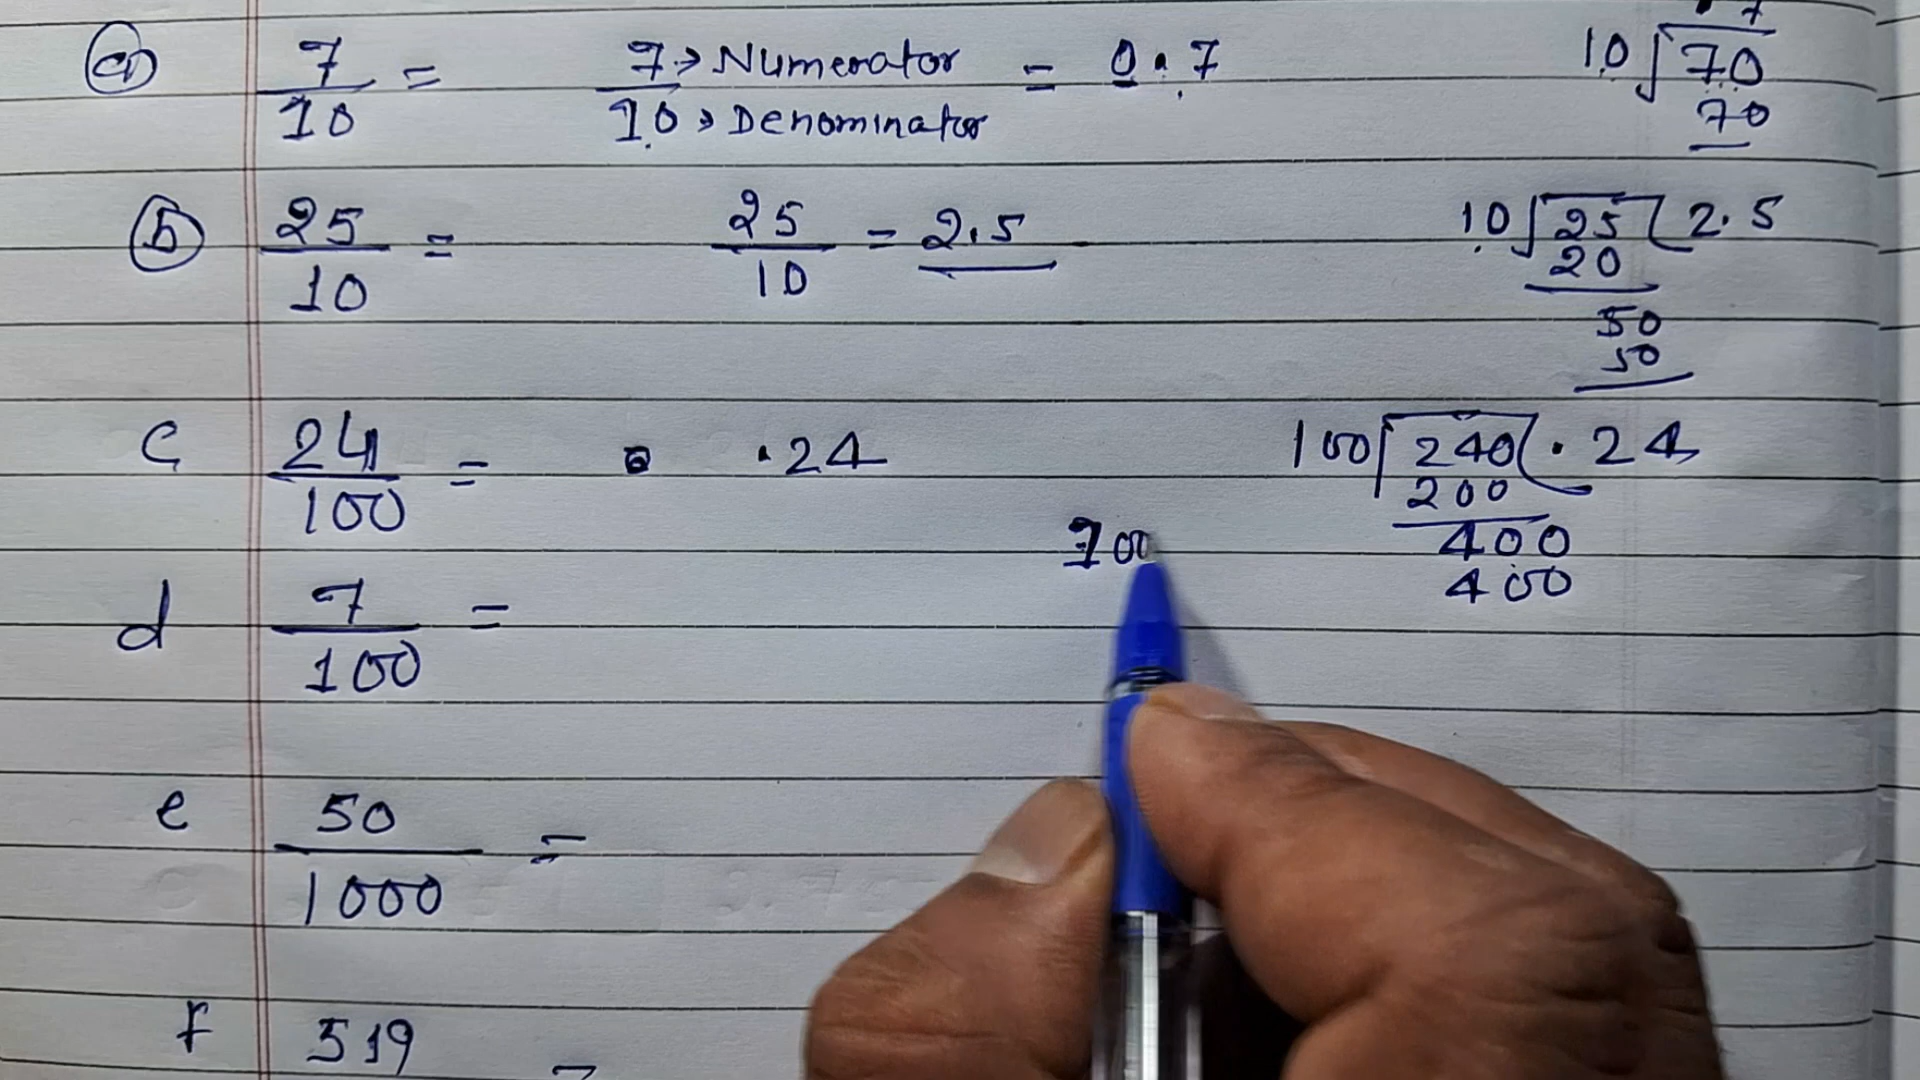 a 7/10 = 7 → Numerator / 10 → Denominator = 0.7
.7
10 70
70
b 25/10 = 25/10 = 2.5
10 25 2.5
20
50
50
c 24/100 = .24
100 240 .24
200
400
400
100
d 7/100 =
e 50/1000 =
f 519 =